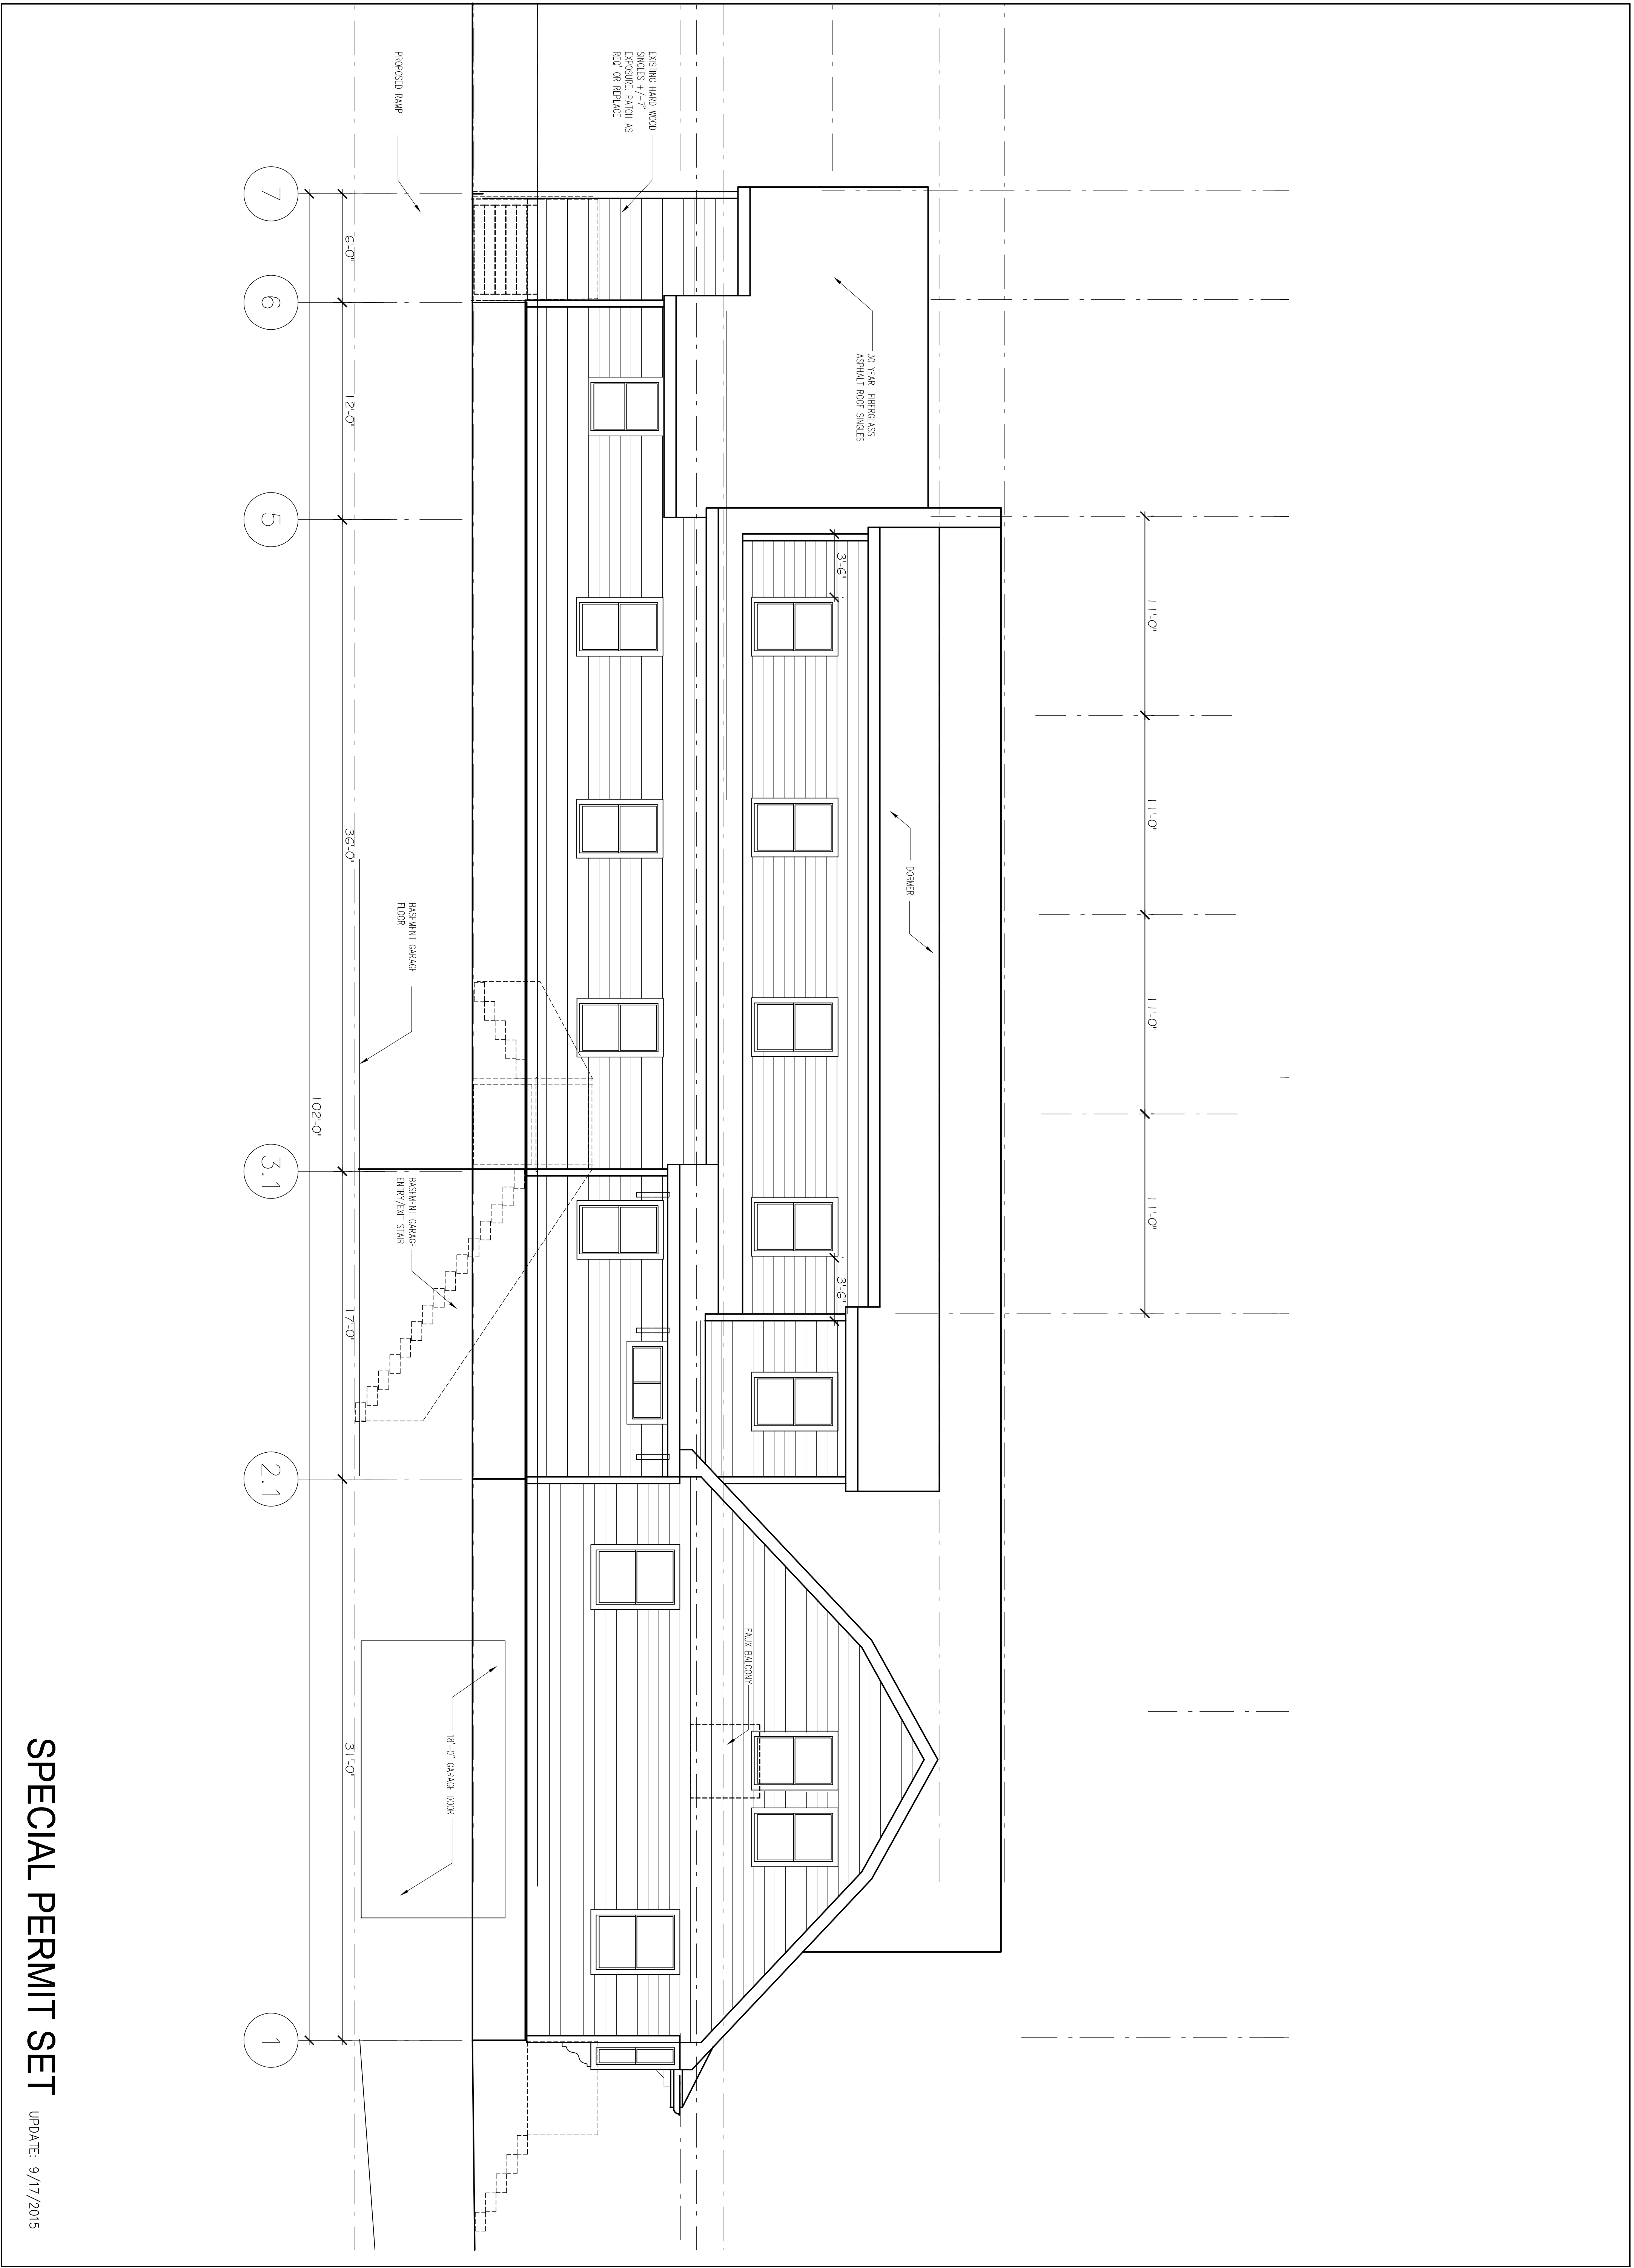 11'-0"
11'-0"
11'-0"
11'-0"
30 YEAR FIBERGLASS
ASPHALT ROOF SINGLES
DORMER
3'-6"
3'-6"
FAUX BALCONY
EXISTING HARD WOOD
SINGLES +/-7"
EXPOSURE. PATCH AS
REQ' OR REPLACE
PROPOSED RAMP
BASEMENT GARAGE
FLOOR
BASEMENT GARAGE
ENTRY/EXIT STAIR
18'-0" GARAGE DOOR
6'-0"
12'-0"
36'-0"
17'-0"
31'-0"
102'-0"
7
6
5
3.1
2.1
1
SPECIAL PERMIT SET UPDATE: 9/17/2015